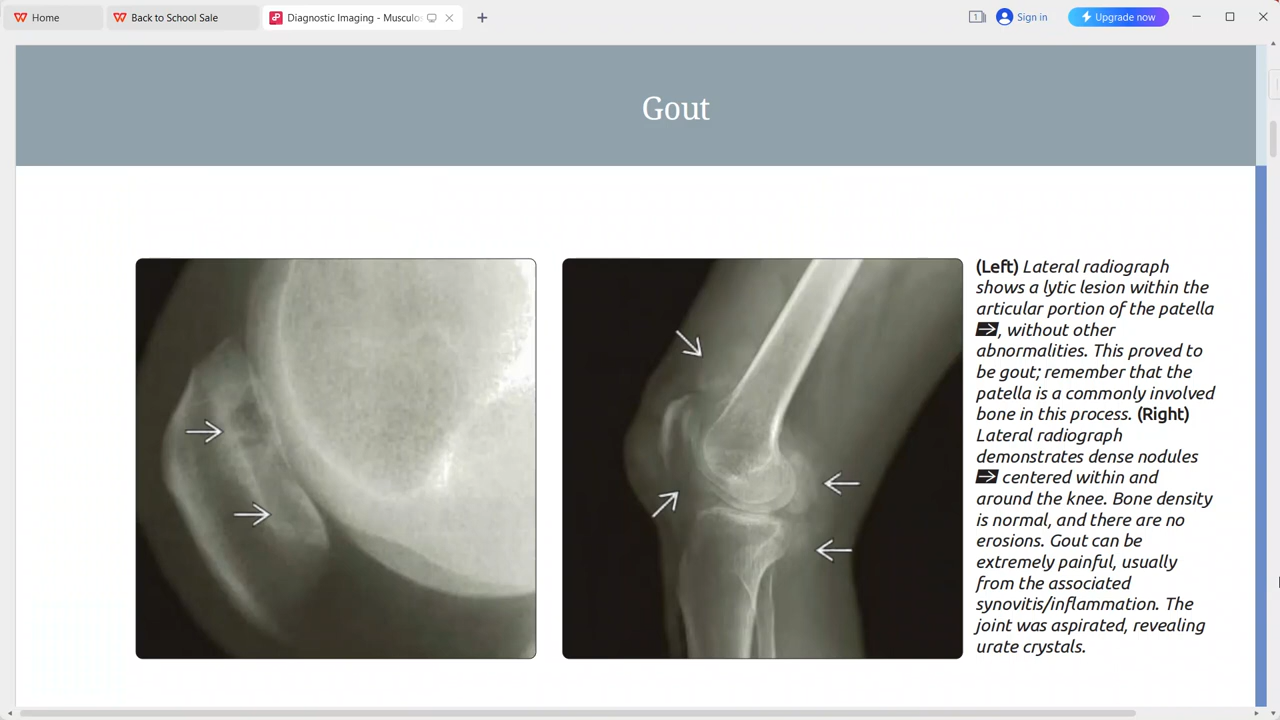 Home
Back to School Sale
Diagnostic Imaging - Musculo
1
Sign in
Upgrade now
Gout
(Left) Lateral radiograph
shows a lytic lesion within the
articular portion of the patella
, without other
abnormalities. This proved to
be gout; remember that the
patella is a commonly involved
bone in this process. (Right)
Lateral radiograph
demonstrates dense nodules
centered within and
around the knee. Bone density
is normal, and there are no
erosions. Gout can be
extremely painful, usually
from the associated
synovitis/inflammation. The
joint was aspirated, revealing
urate crystals.